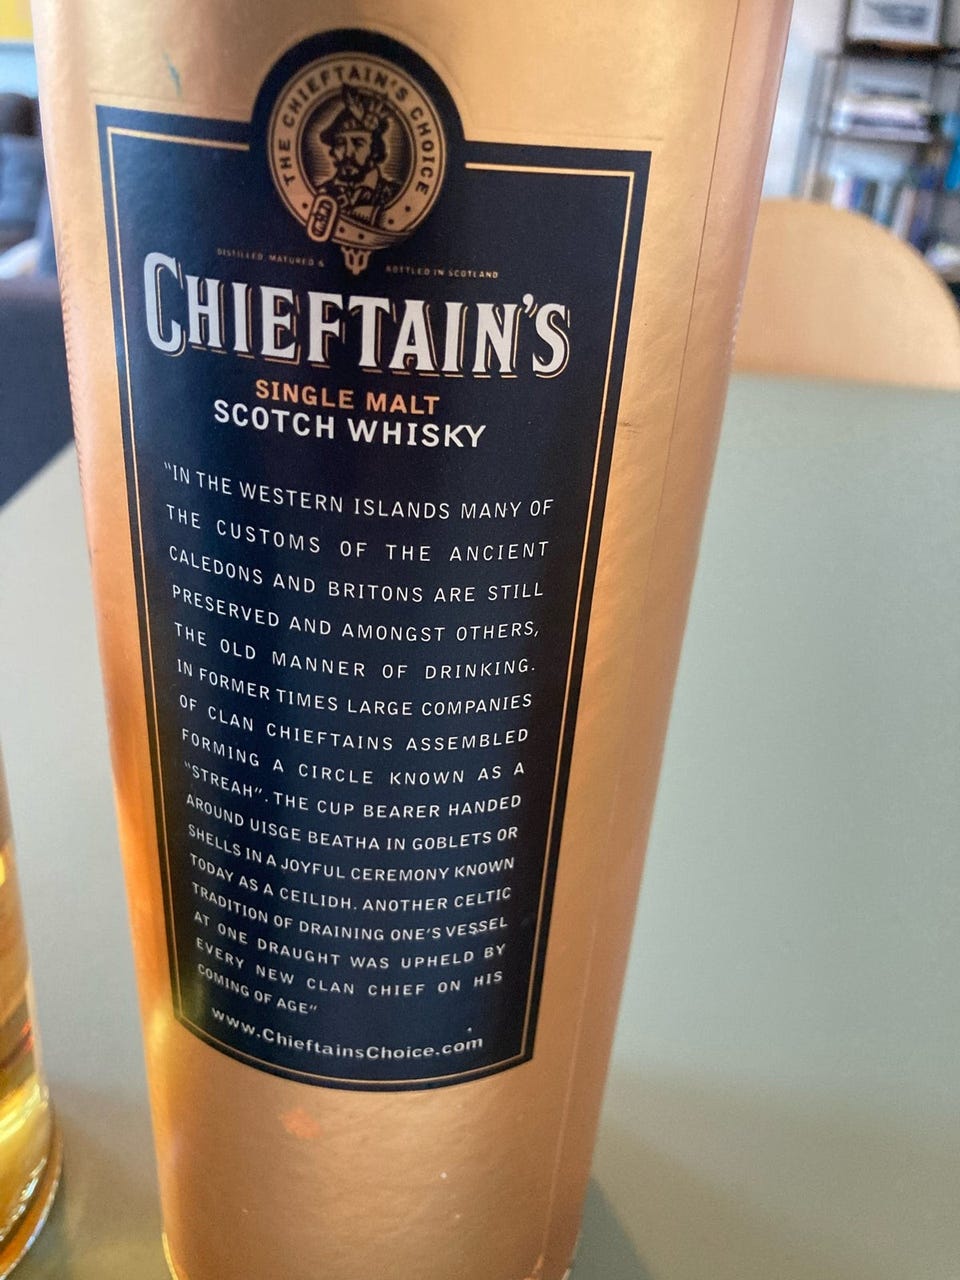 THE CHIEFTAIN'S CHOICE
DISTILLED MATURED & BOTTLED IN SCOTLAND
CHIEFTAIN'S
SINGLE MALT
SCOTCH WHISKY
"IN THE WESTERN ISLANDS MANY OF
THE CUSTOMS OF THE ANCIENT
CALEDONS AND BRITONS ARE STILL
PRESERVED AND AMONGST OTHERS,
THE OLD MANNER OF DRINKING.
IN FORMER TIMES LARGE COMPANIES
OF CLAN CHIEFTAINS ASSEMBLED
FORMING A CIRCLE KNOWN AS A
"STREAH". THE CUP BEARER HANDED
AROUND UISGE BEATHA IN GOBLETS OR
SHELLS IN A JOYFUL CEREMONY KNOWN
TODAY AS A CEILIDH. ANOTHER CELTIC
TRADITION OF DRAINING ONE'S VESSEL
AT ONE DRAUGHT WAS UPHELD BY
EVERY NEW CLAN CHIEF ON HIS
COMING OF AGE"
www.ChieftainsChoice.com